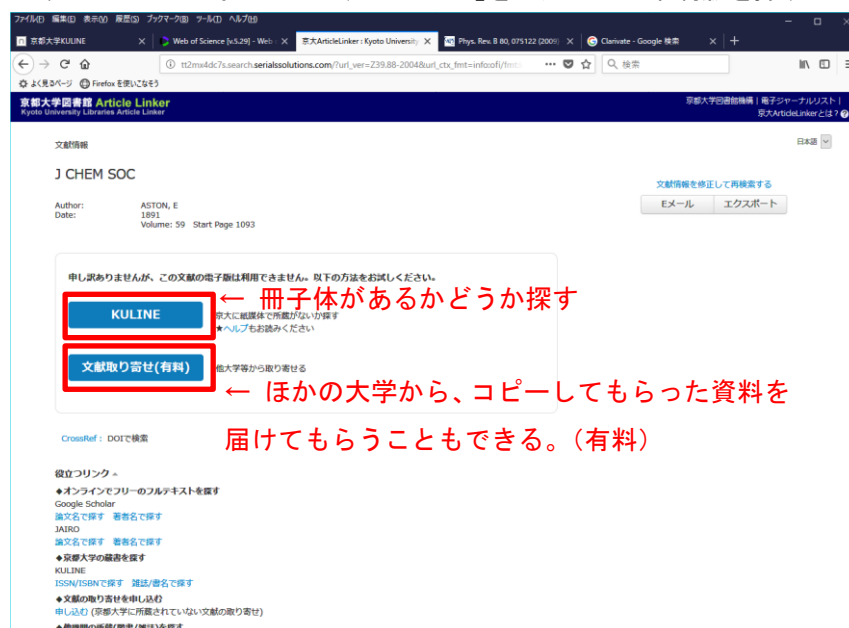 ファイル(E) 編集(E) 表示(V) 履歴(S) ブックマーク(B) ツール(T) ヘルプ(H)
京都大学KULINE
Web of Science [v.5.29] - Web
京大ArticleLinker : Kyoto University
Phys. Rev. B 80, 075122 (2009)
Clarivate - Google 検索
tt2mx4dc7s.search.serialssolutions.com/?url_ver=Z39.88-2004&url_ctx_fmt=infoofi/fmt
検索
よく見るページ Firefox を使いこなそう
京都大学図書館 Article Linker
Kyoto University Libraries Article Linker
京都大学図書館機構 | 電子ジャーナルリスト |
京大ArticleLinkerとは?
文献情報
日本語
J CHEM SOC
文献情報を修正して再検索する
Eメール エクスポート
Author: ASTON, E
Date: 1891
Volume: 59 Start Page 1093
申し訳ありませんが、この文献の電子版は利用できません。以下の方法をお試しください。
KULINE
← 冊子体があるかどうか探す
京大に紙媒体で所蔵がないか探す
★ヘルプもお読みください
文献取り寄せ(有料)
他大学等から取り寄せる
← ほかの大学から、コピーしてもらった資料を
届けてもらうこともできる。(有料)
CrossRef : DOIで検索
役立つリンク
◆オンラインでフリーのフルテキストを探す
Google Scholar
論文名で探す 著者名で探す
JAIRO
論文名で探す 著者名で探す
◆京都大学の蔵書を探す
KULINE
ISSN/ISBNで探す 雑誌/書名で探す
◆文献の取り寄せを申し込む
申し込む (京都大学に所蔵されていない文献の取り寄せ)